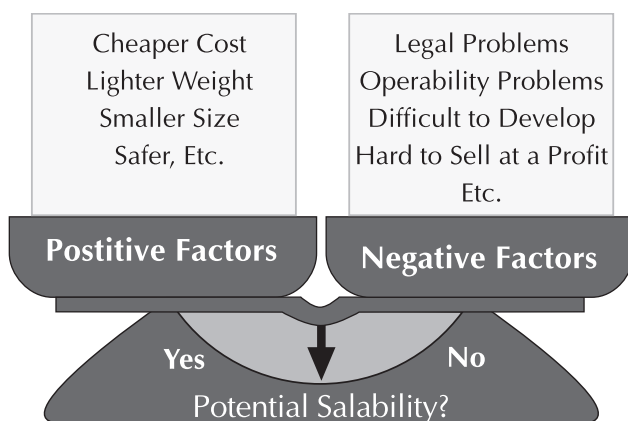 Cheaper Cost
Lighter Weight
Smaller Size
Safer, Etc.
Legal Problems
Operability Problems
Difficult to Develop
Hard to Sell at a Profit
Etc.
Postitive Factors
Negative Factors
Yes
No
Potential Salability?